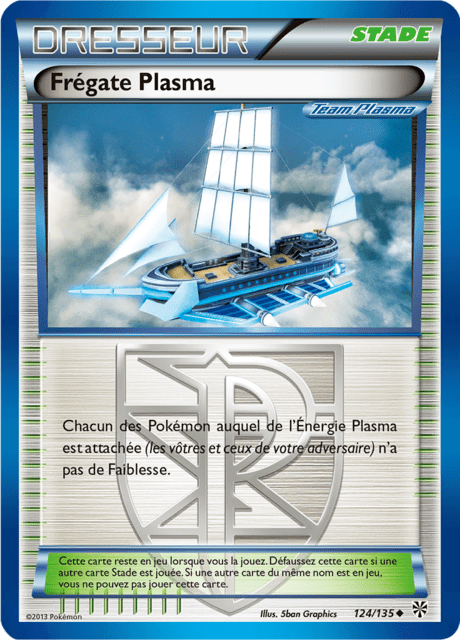 DRESSEUR
STADE
Frégate Plasma
Team Plasma
Chacun des Pokémon auquel de l'Énergie Plasma
est attachée (les vôtres et ceux de votre adversaire) n'a
pas de Faiblesse.
Cette carte reste en jeu lorsque vous la jouez. Défaussez cette carte si une
autre carte Stade est jouée. Si une autre carte du même nom est en jeu,
vous ne pouvez pas jouer cette carte.
©2013 Pokémon
Illus. 5ban Graphics
124/135